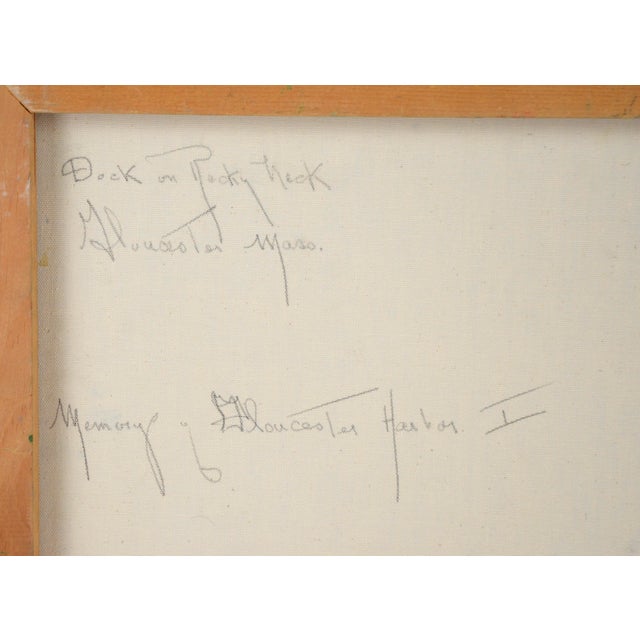 Dock on Rocky Neck
Gloucester Mass.
Memory of Gloucester Harbor I